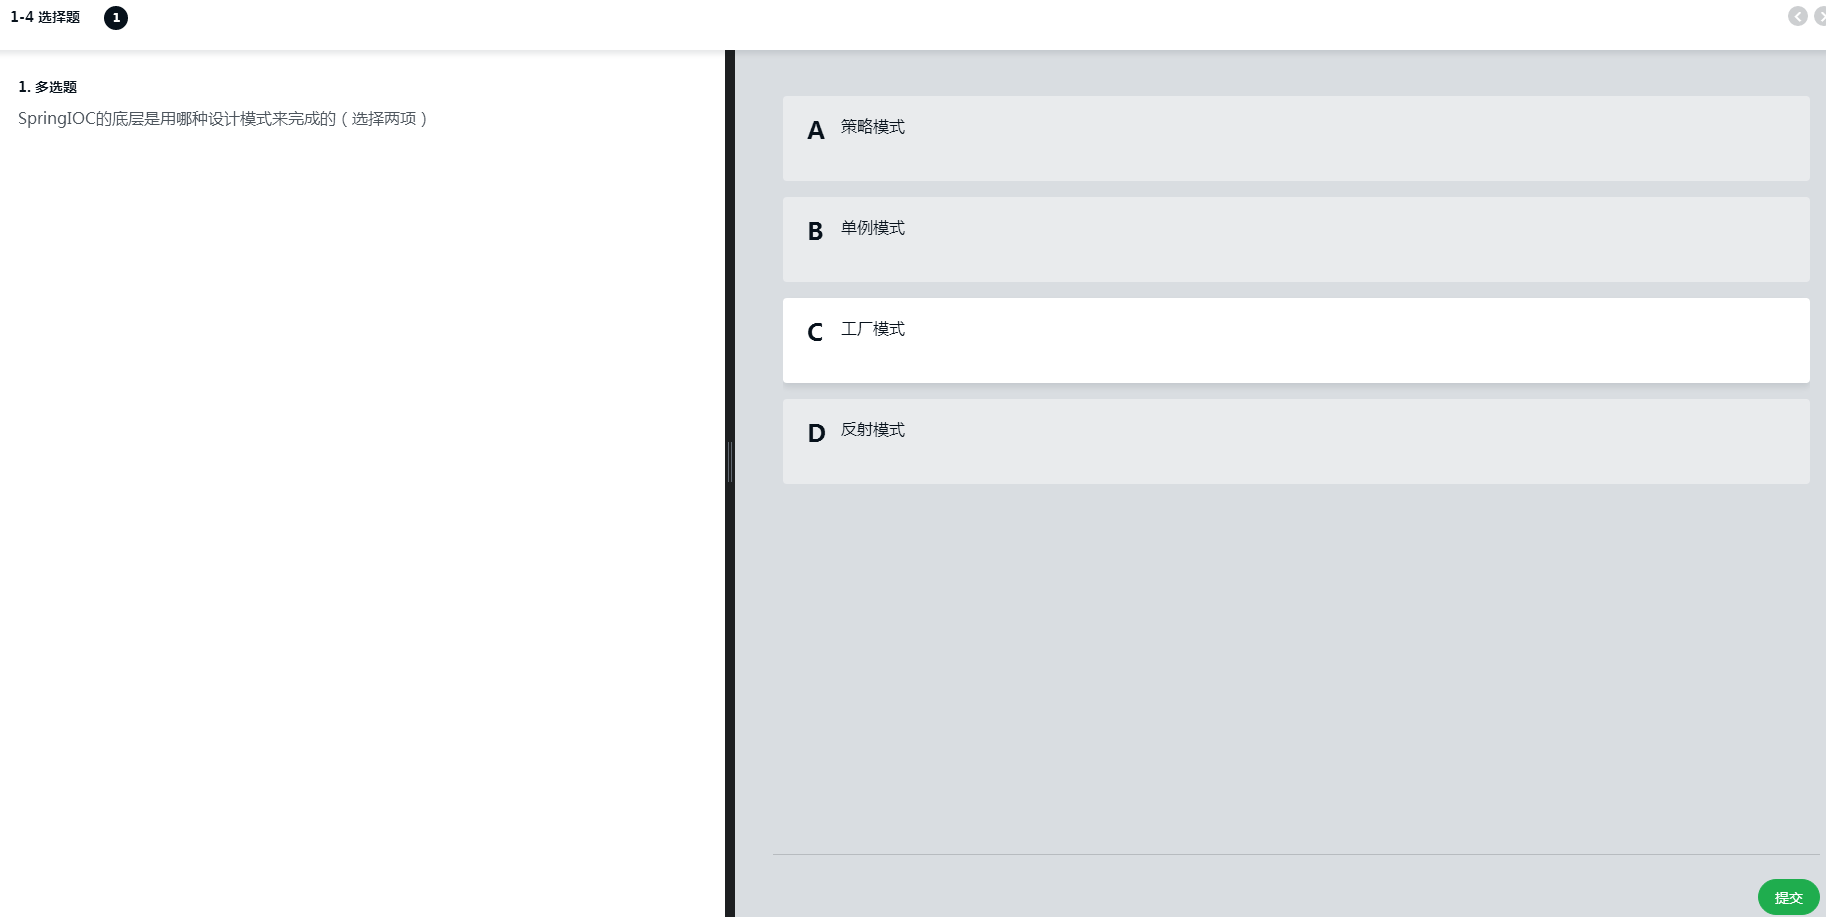 1-4 选择题
1
1. 多选题
SpringIOC的底层是用哪种设计模式来完成的（选择两项）
A 策略模式
B 单例模式
C 工厂模式
D 反射模式
提交